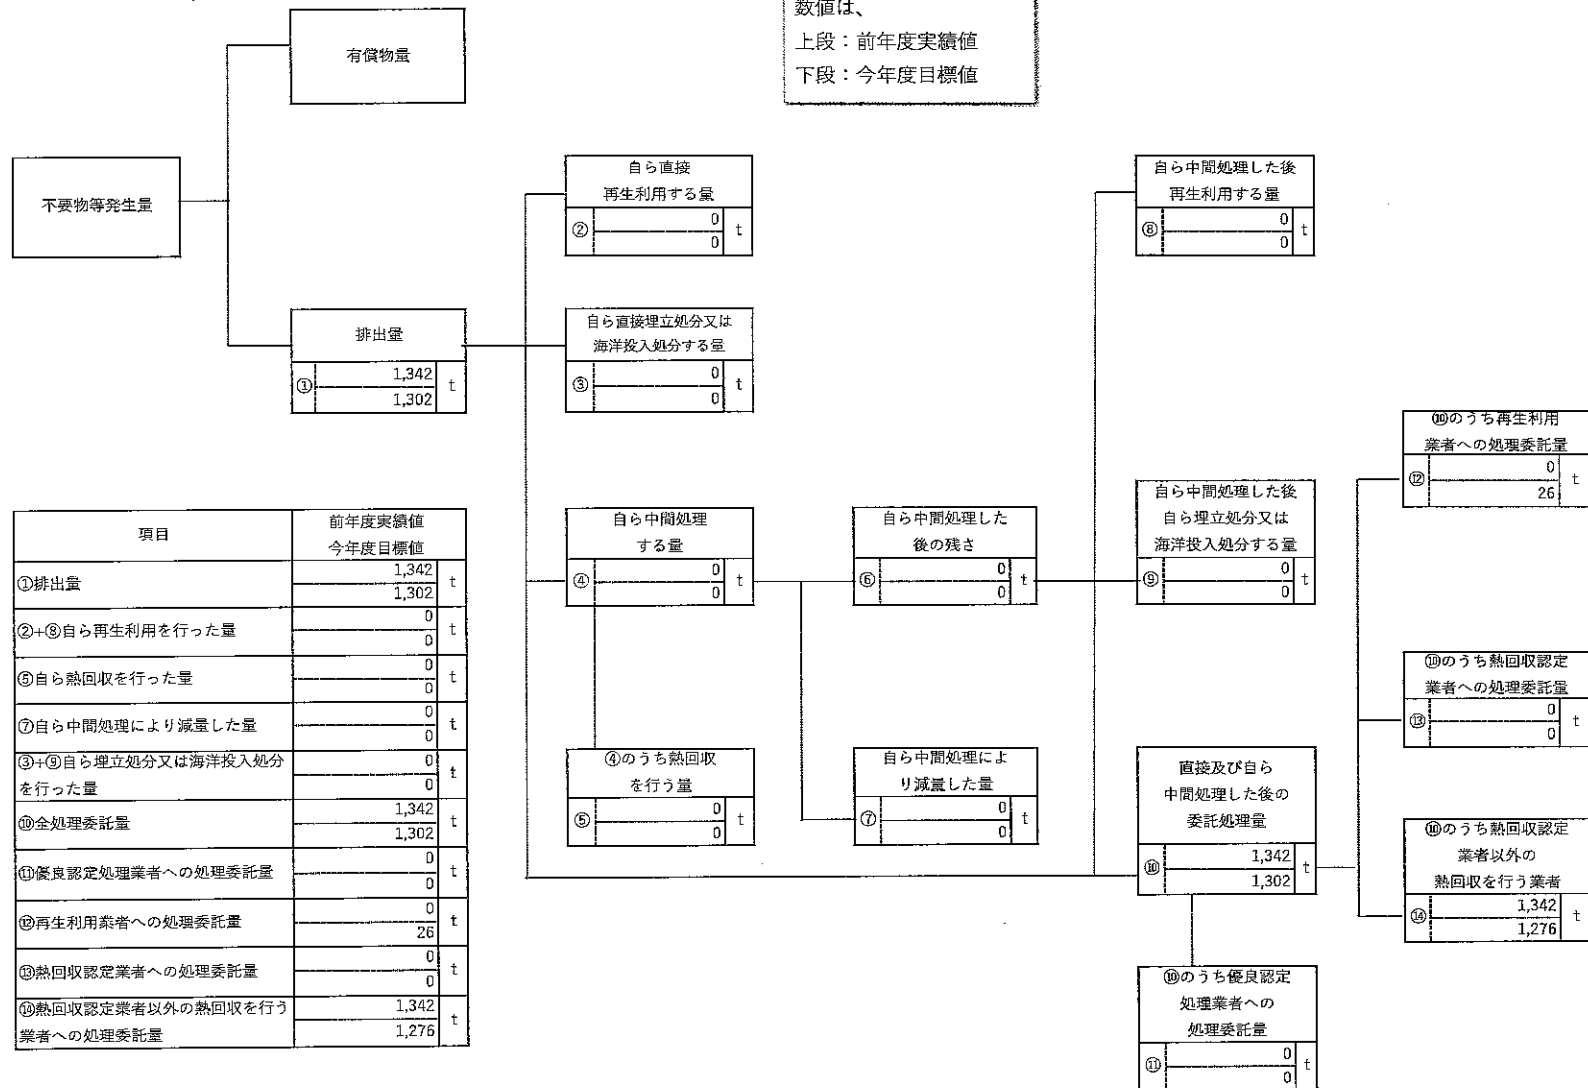 数値は、
上段：前年度実績値
下段：今年度目標値
有償物量
不要物等発生量
排出量
① 1,342 t
1,302
自ら直接
再生利用する量
② 0 t
0
自ら直接埋立処分又は
海洋投入処分する量
③ 0 t
0
自ら中間処理
する量
④ 0 t
0
④のうち熱回収
を行う量
⑤ 0 t
0
自ら中間処理した
後の残さ
⑥ 0 t
0
自ら中間処理によ
り減量した量
⑦ 0 t
0
自ら中間処理した後
再生利用する量
⑧ 0 t
0
自ら中間処理した後
自ら埋立処分又は
海洋投入処分する量
⑨ 0 t
0
直接及び自ら
中間処理した後の
委託処理量
⑩ 1,342 t
1,302
⑩のうち優良認定
処理業者への
処理委託量
⑪ 0 t
0
⑩のうち再生利用
業者への処理委託量
⑫ 0 t
26
⑩のうち熱回収認定
業者への処理委託量
⑬ 0 t
0
⑩のうち熱回収認定
業者以外の
熱回収を行う業者
⑭ 1,342 t
1,276
項目 前年度実績値
今年度目標値
①排出量 1,342 t
1,302
②+⑧自ら再生利用を行った量 0 t
0
⑤自ら熱回収を行った量 0 t
0
⑦自ら中間処理により減量した量 0 t
0
③+⑨自ら埋立処分又は海洋投入処分 0 t
を行った量 0
⑩全処理委託量 1,342 t
1,302
⑪優良認定処理業者への処理委託量 0 t
0
⑫再生利用業者への処理委託量 0 t
26
⑬熱回収認定業者への処理委託量 0 t
0
⑭熱回収認定業者以外の熱回収を行う 1,342 t
業者への処理委託量 1,276